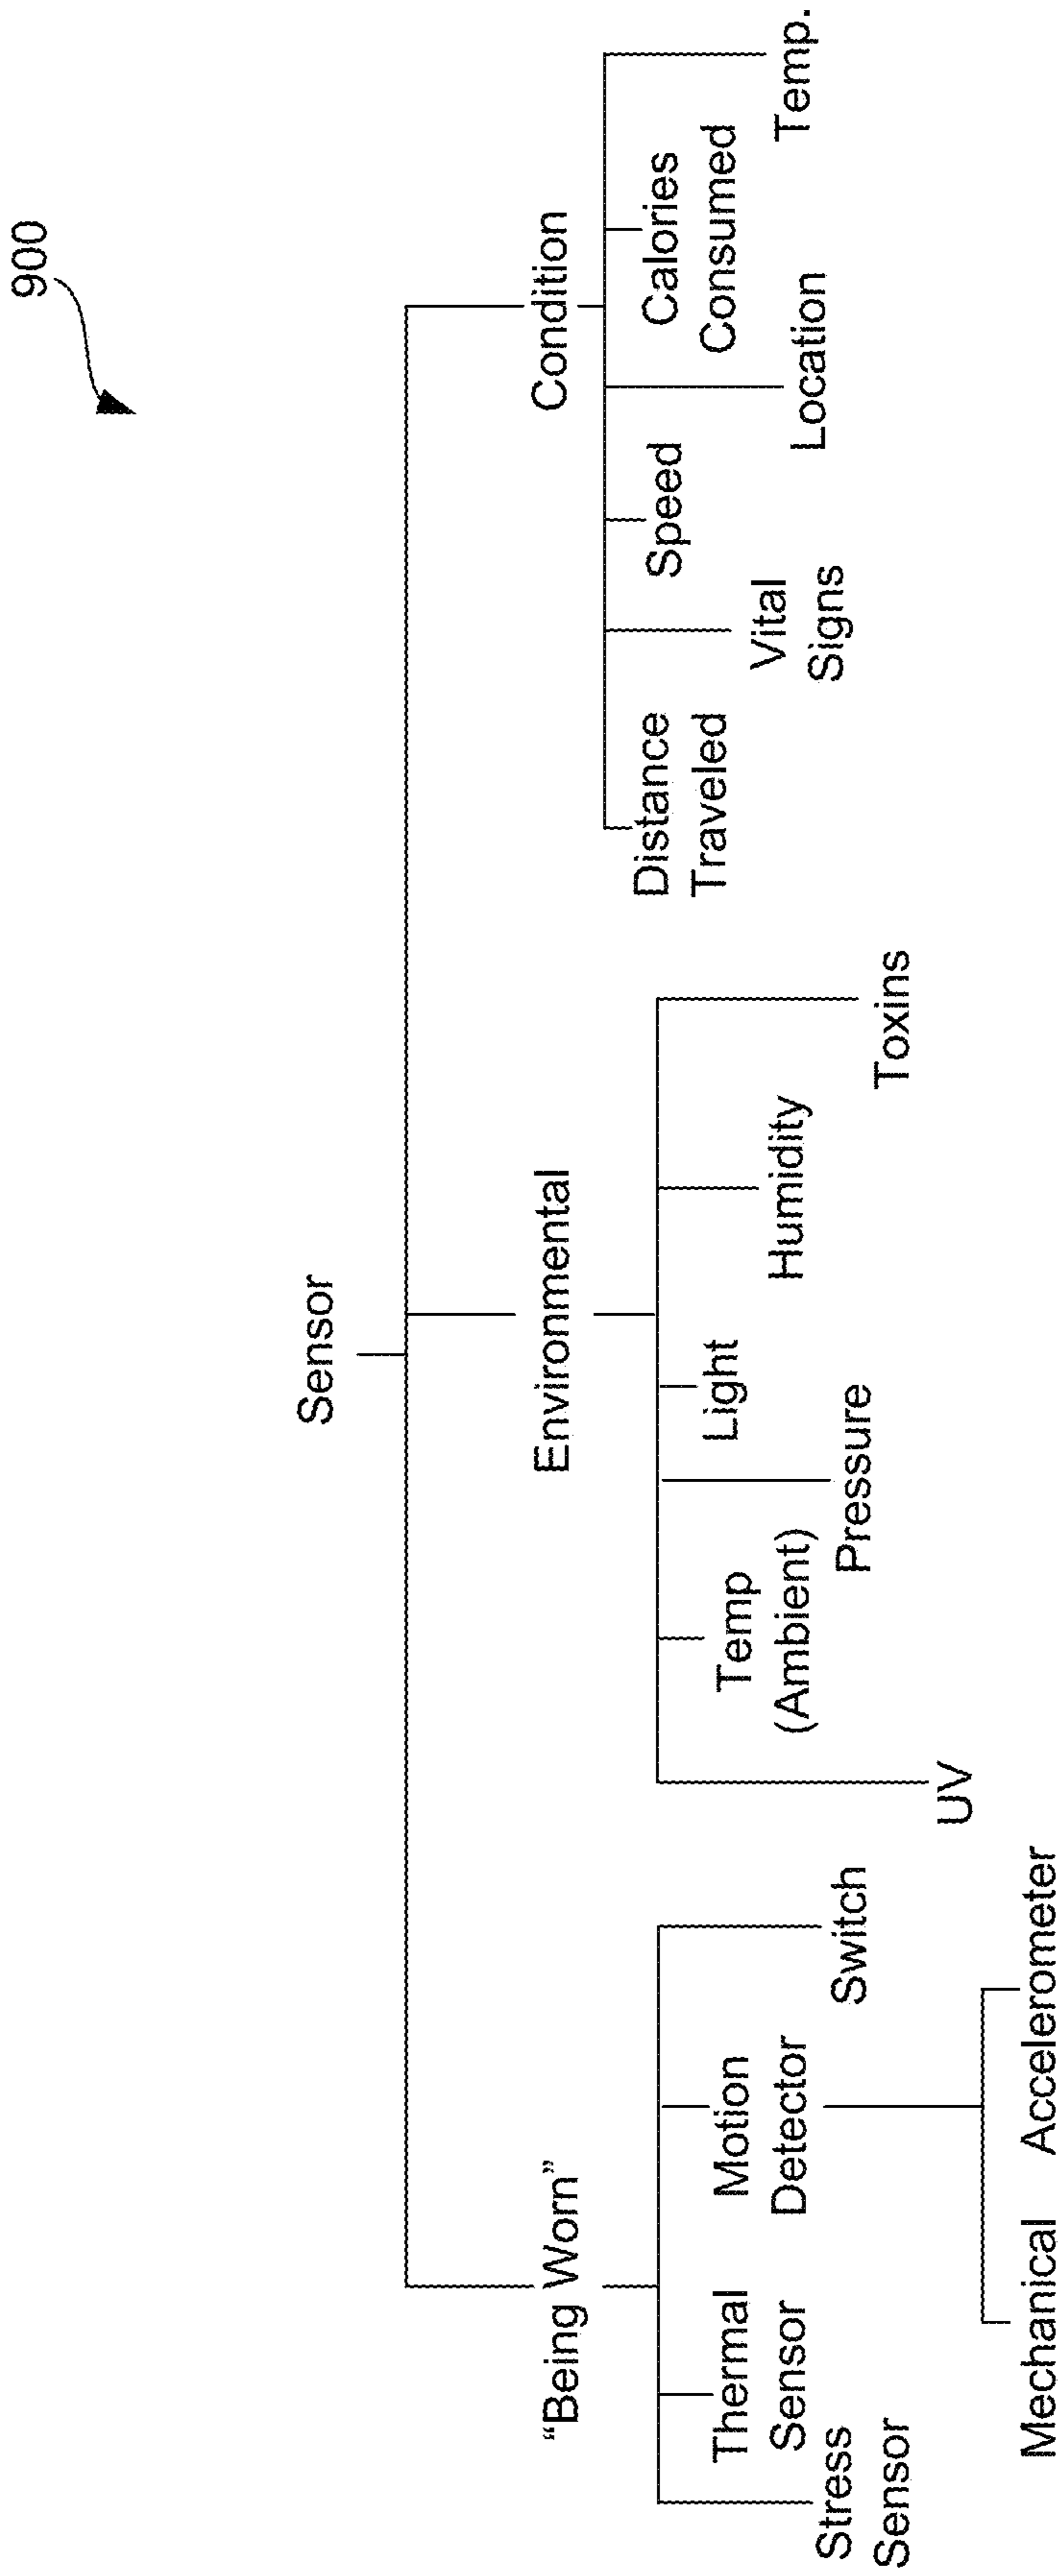 900
Sensor
“Being Worn”
Environmental
Condition
Stress
Sensor
Thermal
Sensor
Motion
Detector
Switch
Mechanical
Accelerometer
UV
Temp
(Ambient)
Pressure
Light
Humidity
Toxins
Distance
Traveled
Vital
Signs
Speed
Location
Calories
Consumed
Temp.